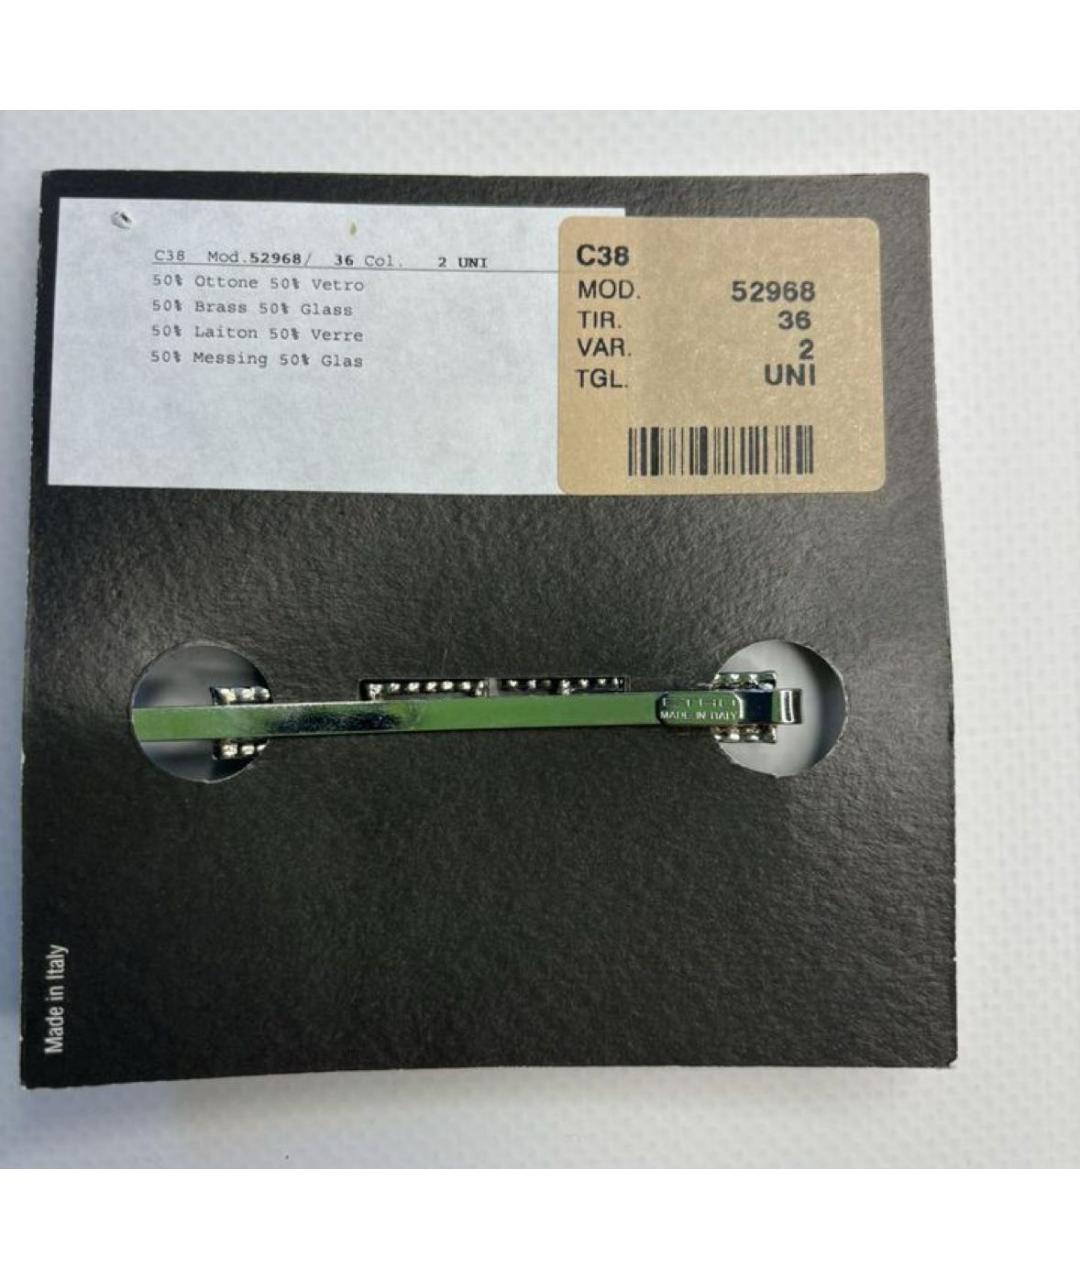 C38 Mod.52968/ 36 Col. 2 UNI
50% Ottone 50% Vetro
50% Brass 50% Glass
50% Laiton 50% Verre
50% Messing 50% Glas
C38
MOD. 52968
TIR. 36
VAR. 2
TGL. UNI
MADE IN ITALY
Made in Italy